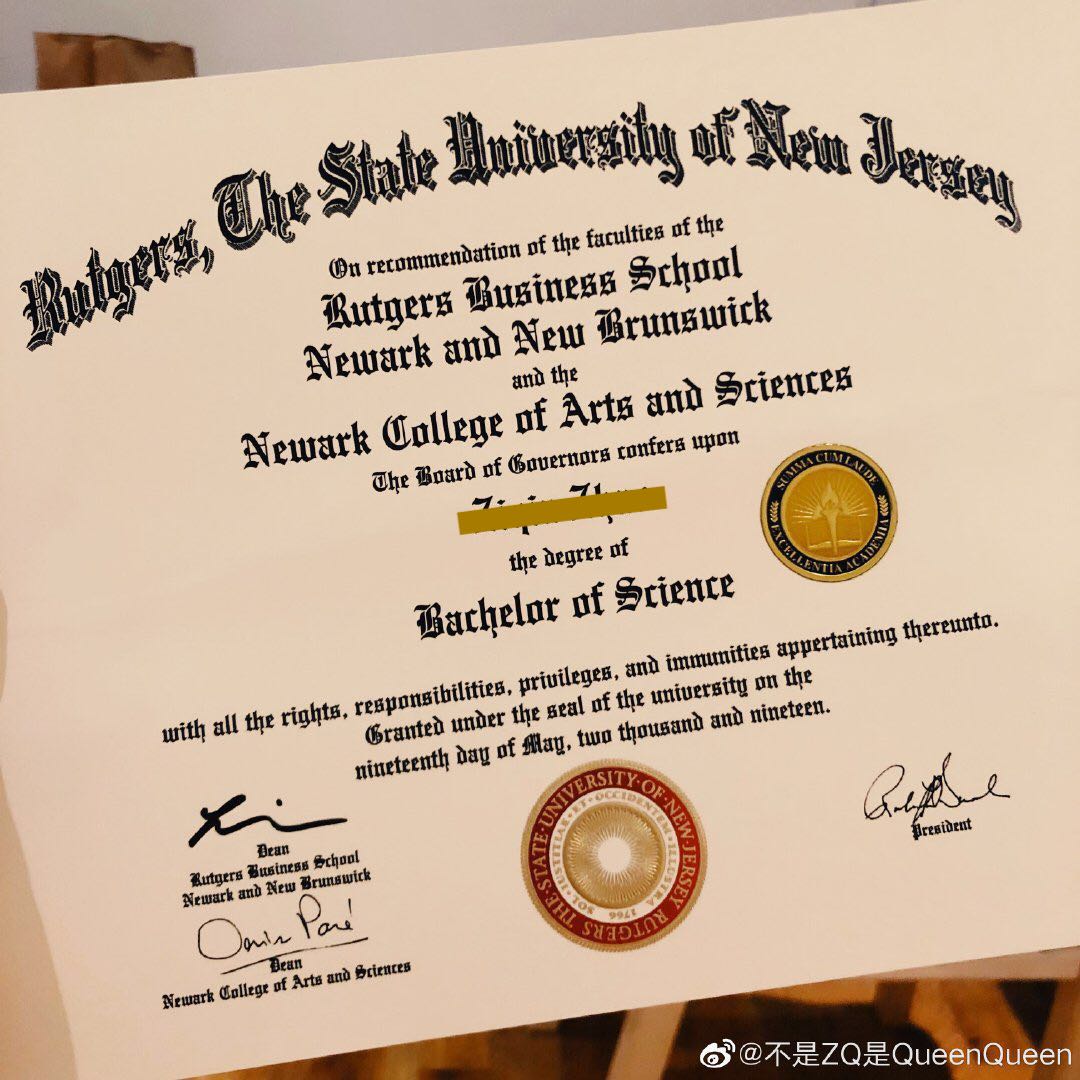 Rutgers, The State University of New Jersey
On recommendation of the faculties of the
Rutgers Business School
Newark and New Brunswick
and the
Newark College of Arts and Sciences
The Board of Governors confers upon
the degree of
Bachelor of Science
SUMMA CUM LAUDE
EXCELLENTIA ACADEMIA
with all the rights, responsibilities, privileges, and immunities appertaining thereunto.
Granted under the seal of the university on the
nineteenth day of May, two thousand and nineteen.
Dean
Rutgers Business School
Newark and New Brunswick
Dean
Newark College of Arts and Sciences
RUTGERS THE STATE UNIVERSITY OF NEW JERSEY
SOL IUSTITIAE ET OCCIDENTEM ILLUSTRA
1766
President
@不是ZQ是QueenQueen